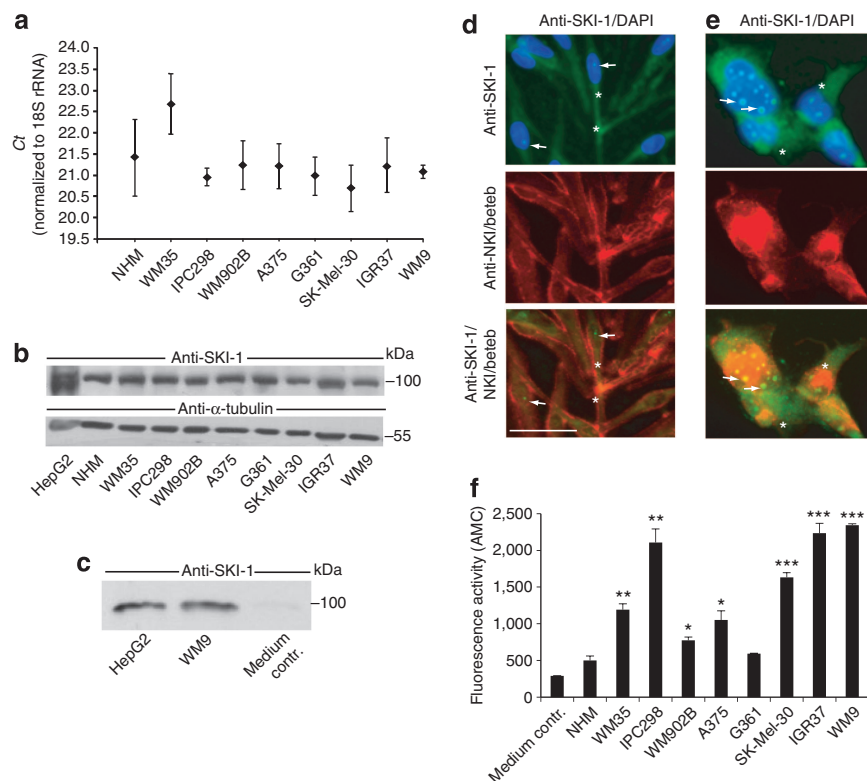 a
Ct
(normalized to 18S rRNA)
24.0
23.5
23.0
22.5
22.0
21.5
21.0
20.5
20.0
19.5
NHM
WM35
IPC298
WM902B
A375
G361
SK-Mel-30
IGR37
WM9
b
Anti-SKI-1
kDa
–100
Anti-α-tubulin
–55
HepG2
NHM
WM35
IPC298
WM902B
A375
G361
SK-Mel-30
IGR37
WM9
c
Anti-SKI-1
kDa
–100
HepG2
WM9
Medium
contr.
d
Anti-SKI-1/DAPI
Anti-SKI-1
*
*
Anti-NKI/beteb
Anti-SKI-1/
NKI/beteb
*
*
e
Anti-SKI-1/DAPI
*
*
*
*
f
Fluorescence activity (AMC)
2,500
2,000
1,500
1,000
500
0
**
**
*
*
***
***
***
Medium contr.
NHM
WM35
IPC298
WM902B
A375
G361
SK-Mel-30
IGR37
WM9